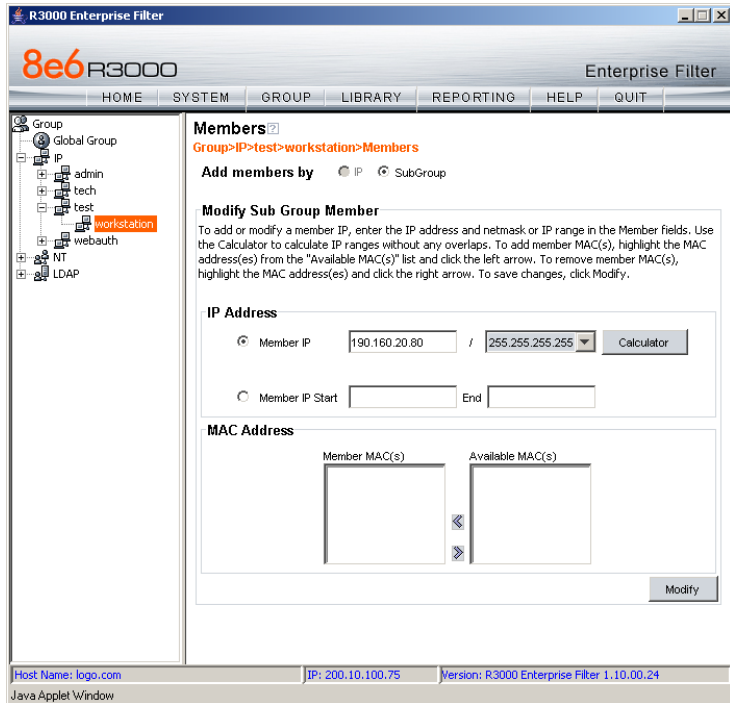 R3000 Enterprise Filter
8e6 R3000
Enterprise Filter
HOME SYSTEM GROUP LIBRARY REPORTING HELP QUIT
Group
Global Group
IP
admin
tech
test
workstation
webauth
NT
LDAP
Members
Group>IP>test>workstation>Members
Add members by IP SubGroup
Modify Sub Group Member
To add or modify a member IP, enter the IP address and netmask or IP range in the Member fields. Use
the Calculator to calculate IP ranges without any overlaps. To add member MAC(s), highlight the MAC
address(es) from the "Available MAC(s)" list and click the left arrow. To remove member MAC(s),
highlight the MAC address(es) and click the right arrow. To save changes, click Modify.
IP Address
Member IP 190.160.20.80 / 255.255.255.255 Calculator
Member IP Start End
MAC Address
Member MAC(s) Available MAC(s)
Modify
Host Name: logo.com IP: 200.10.100.75 Version: R3000 Enterprise Filter 1.10.00.24
Java Applet Window